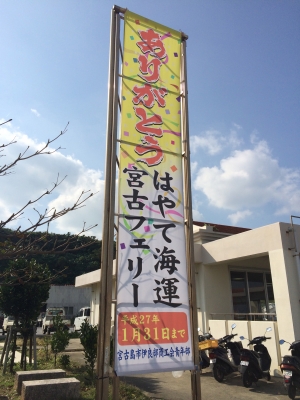 ありがとう
はやて海運
宮古フェリー
平成27年
1月31日まで
宮古島市伊良部商工会青年部